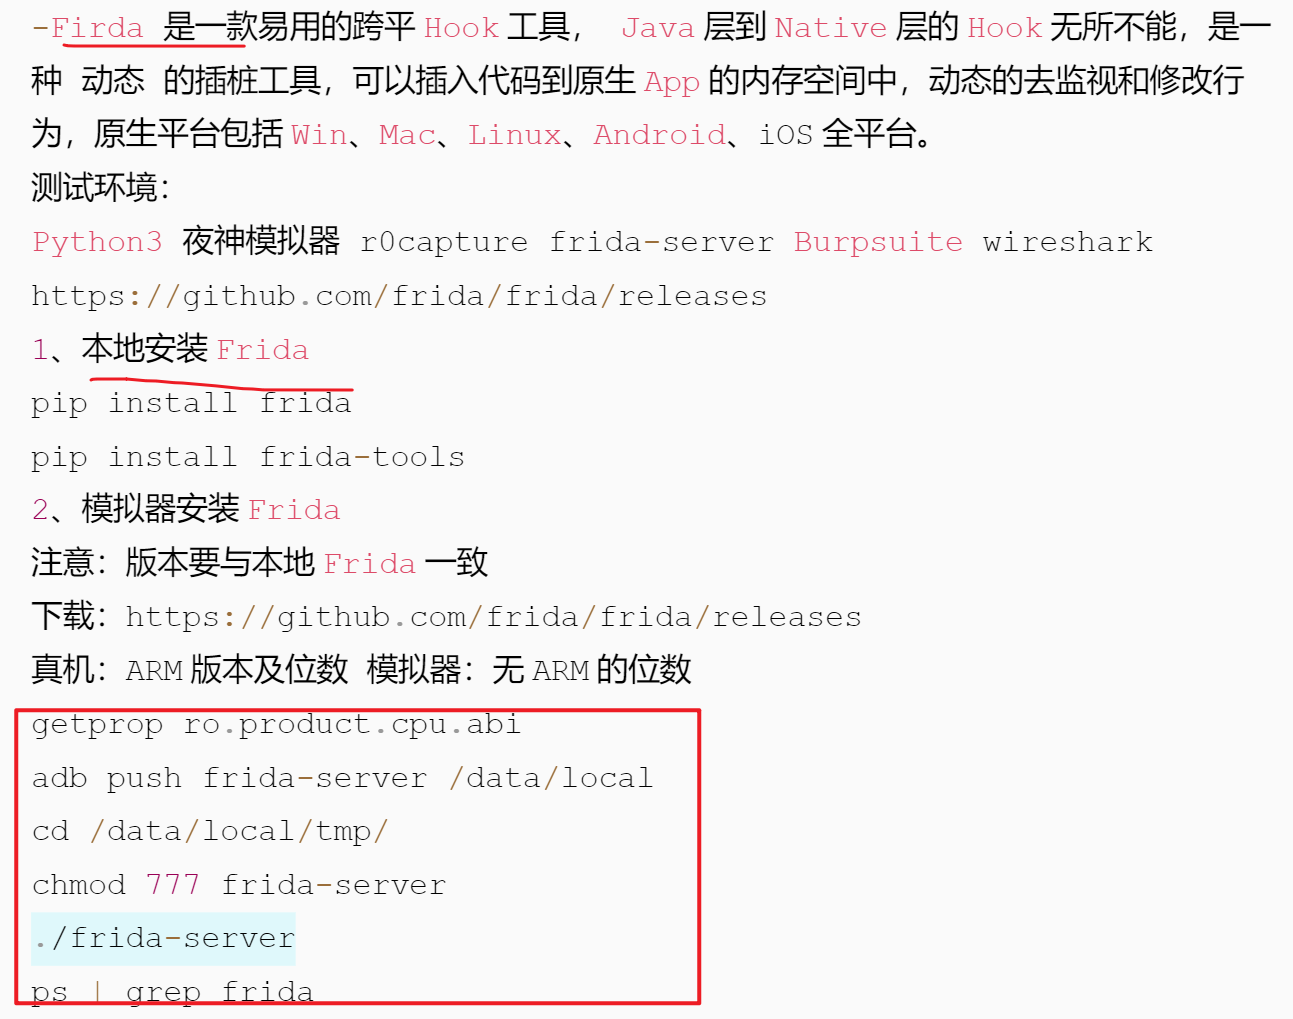 -Firda 是一款易用的跨平 Hook 工具， Java 层到 Native 层的 Hook 无所不能，是一
种 动态 的插桩工具，可以插入代码到原生 App 的内存空间中，动态的去监视和修改行
为，原生平台包括 Win、Mac、Linux、Android、iOS 全平台。
测试环境：
Python3 夜神模拟器 r0capture frida-server Burpsuite wireshark
https://github.com/frida/frida/releases
1、本地安装 Frida
pip install frida
pip install frida-tools
2、模拟器安装 Frida
注意：版本要与本地 Frida 一致
下载：https://github.com/frida/frida/releases
真机：ARM 版本及位数 模拟器：无 ARM 的位数
getprop ro.product.cpu.abi
adb push frida-server /data/local
cd /data/local/tmp/
chmod 777 frida-server
./frida-server
ps | grep frida